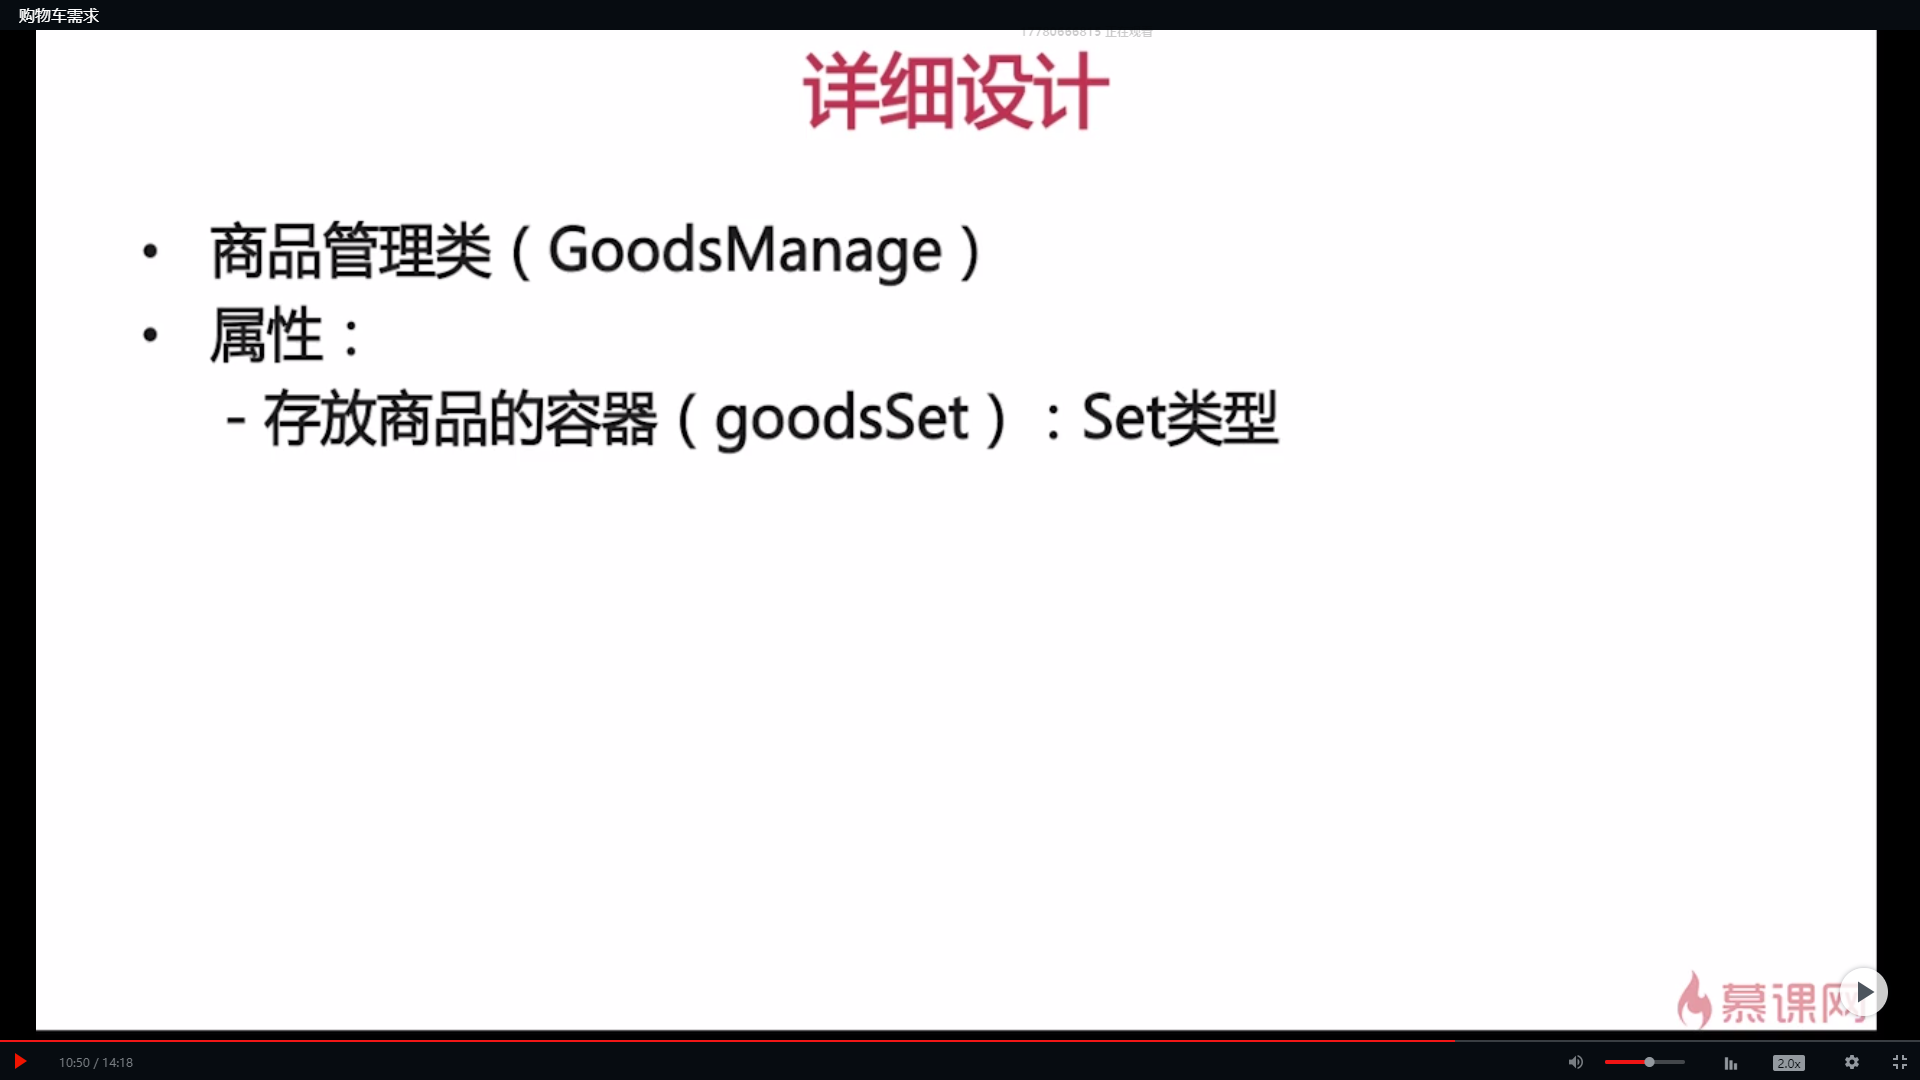 购物车需求
正在观看
详细设计
• 商品管理类（GoodsManage）
• 属性：
- 存放商品的容器（goodsSet）：Set类型
慕课网
10:50 / 14:18
2.0x